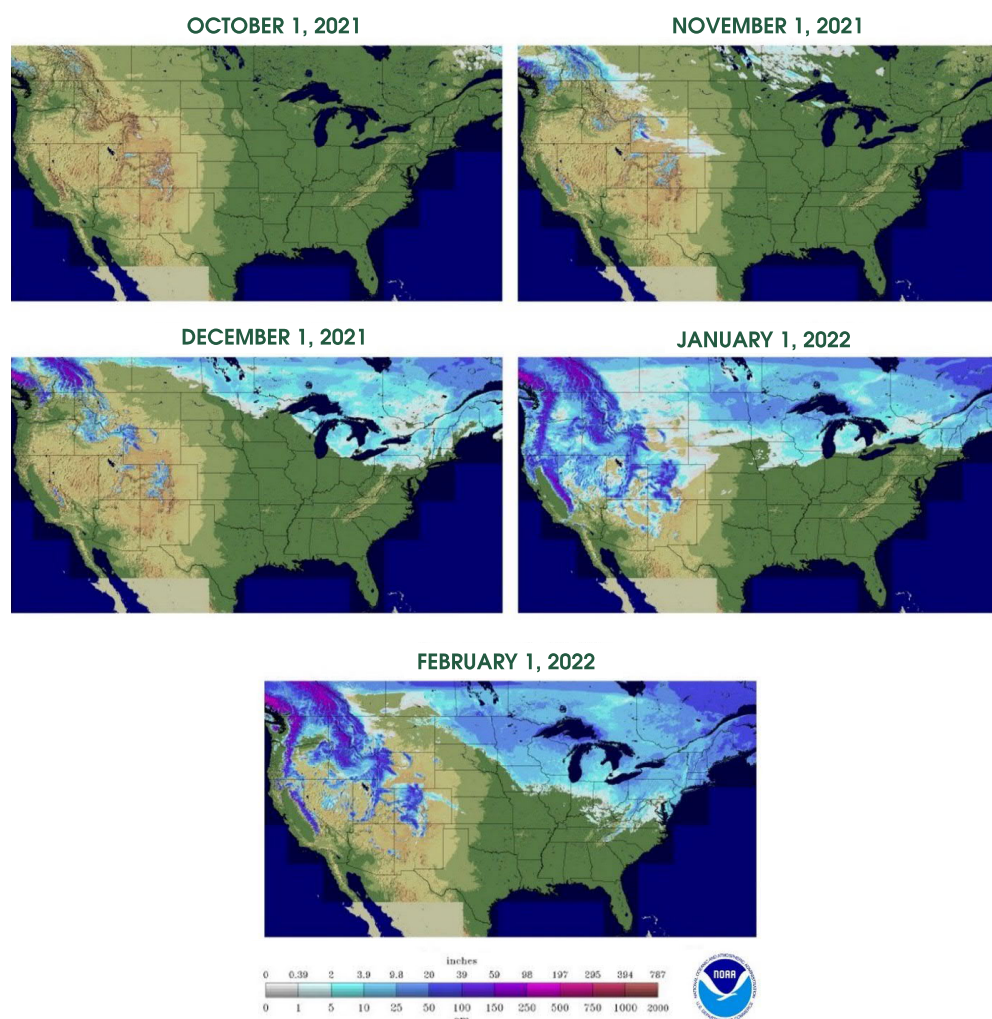 OCTOBER 1, 2021
NOVEMBER 1, 2021
DECEMBER 1, 2021
JANUARY 1, 2022
FEBRUARY 1, 2022
inches
0 0.39 2 3.9 9.8 20 39 59 98 197 295 394 787
0 1 5 10 25 50 100 150 250 500 750 1000 2000
NOAA